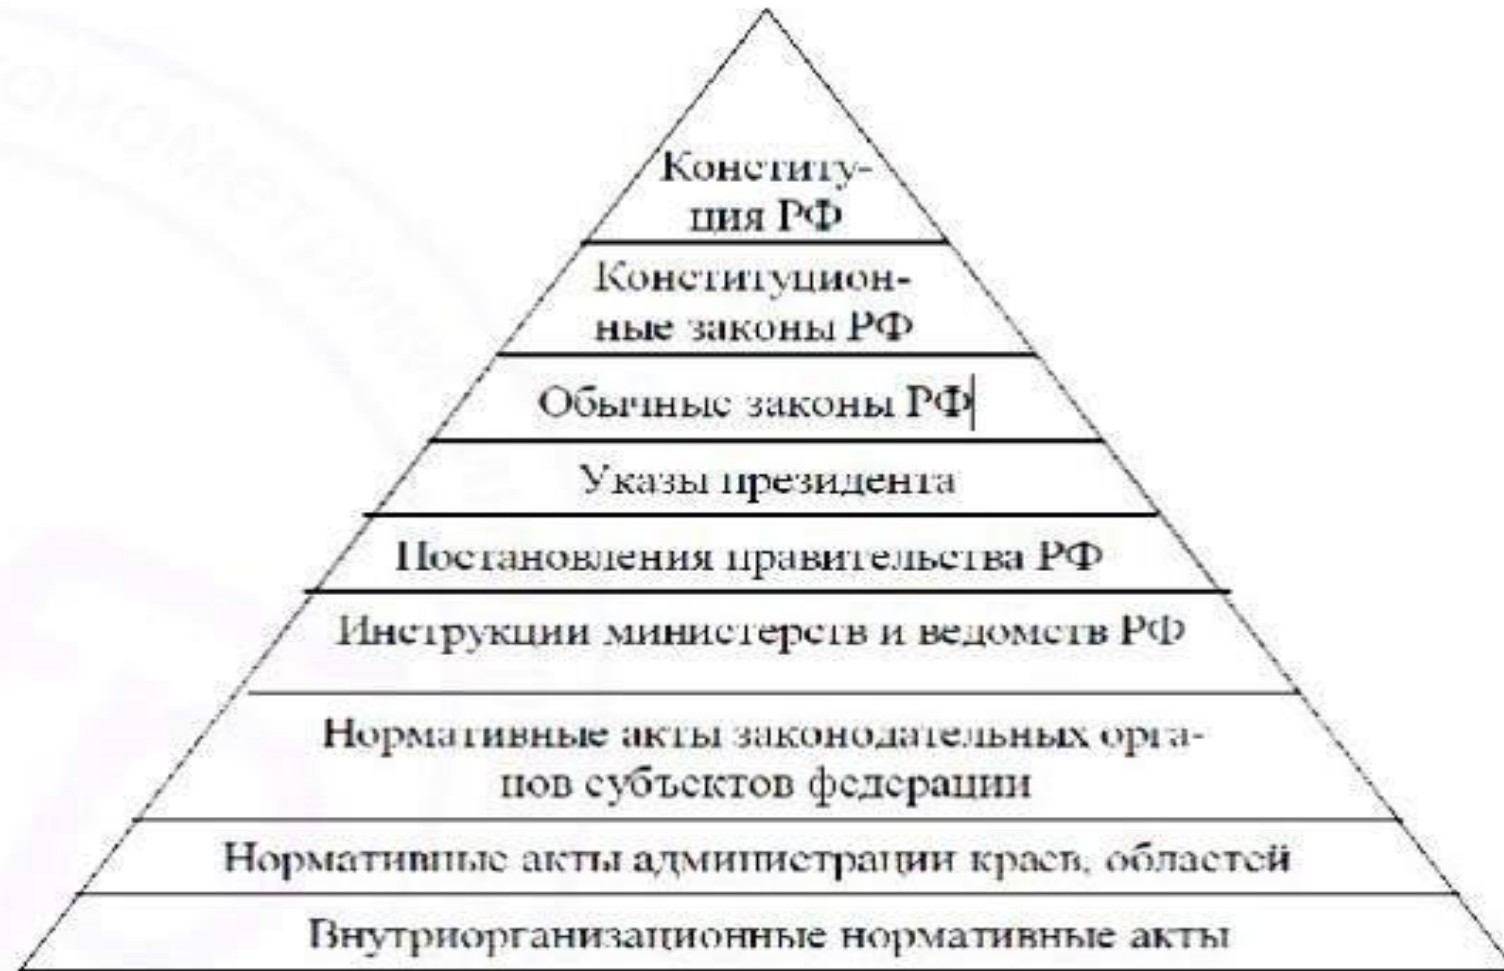 Конститу-
ция РФ
Конституцион-
ные законы РФ
Обычные законы РФ
Указы президента
Постановления правительства РФ
Инструкции министерств и ведомств РФ
Нормативные акты законодательных орга-
нов субъектов федерации
Нормативные акты администрации краев, областей
Внутриорганизационные нормативные акты